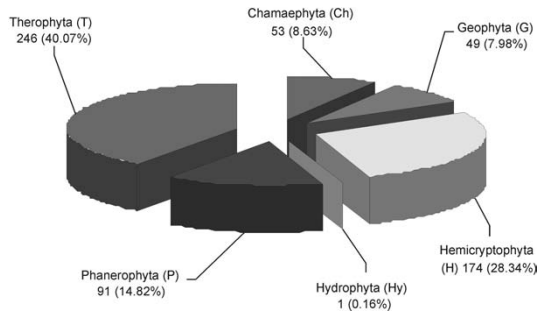 Therophyta (T)
246 (40.07%)
Chamaephyta (Ch)
53 (8.63%)
Geophyta (G)
49 (7.98%)
Hemicryptophyta
(H) 174 (28.34%)
Hydrophyta (Hy)
1 (0.16%)
Phanerophyta (P)
91 (14.82%)